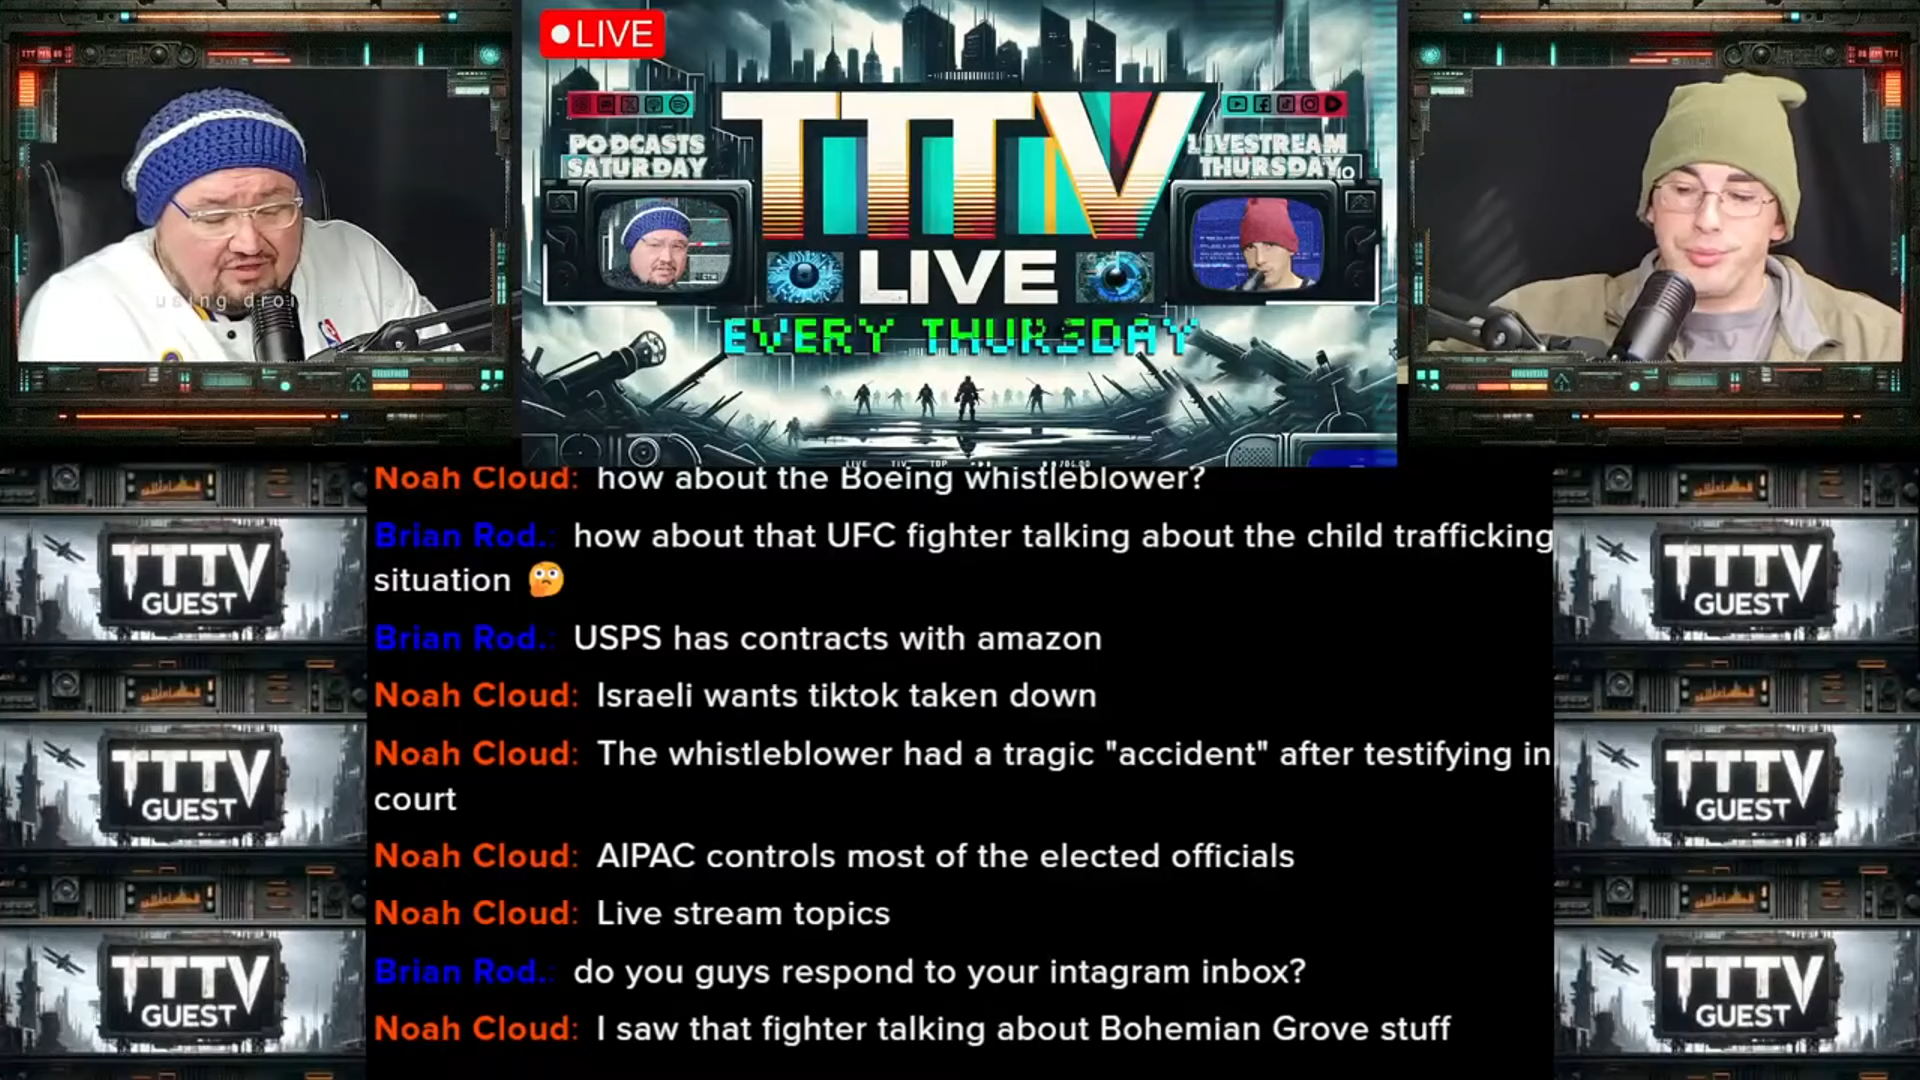 LIVE
PODCASTS
SATURDAY
TTTV
LIVE
EVERY THURSDAY
LIVESTREAM
THURSDAY
using
Noah Cloud: how about the Boeing whistleblower?
Brian Rod.: how about that UFC fighter talking about the child trafficking
situation 🤔
Brian Rod.: USPS has contracts with amazon
Noah Cloud: Israeli wants tiktok taken down
Noah Cloud: The whistleblower had a tragic "accident" after testifying in
court
Noah Cloud: AIPAC controls most of the elected officials
Noah Cloud: Live stream topics
Brian Rod.: do you guys respond to your intagram inbox?
Noah Cloud: I saw that fighter talking about Bohemian Grove stuff
TTTV
GUEST
TTTV
GUEST
TTTV
GUEST
TTTV
GUEST
TTTV
GUEST
TTTV
GUEST